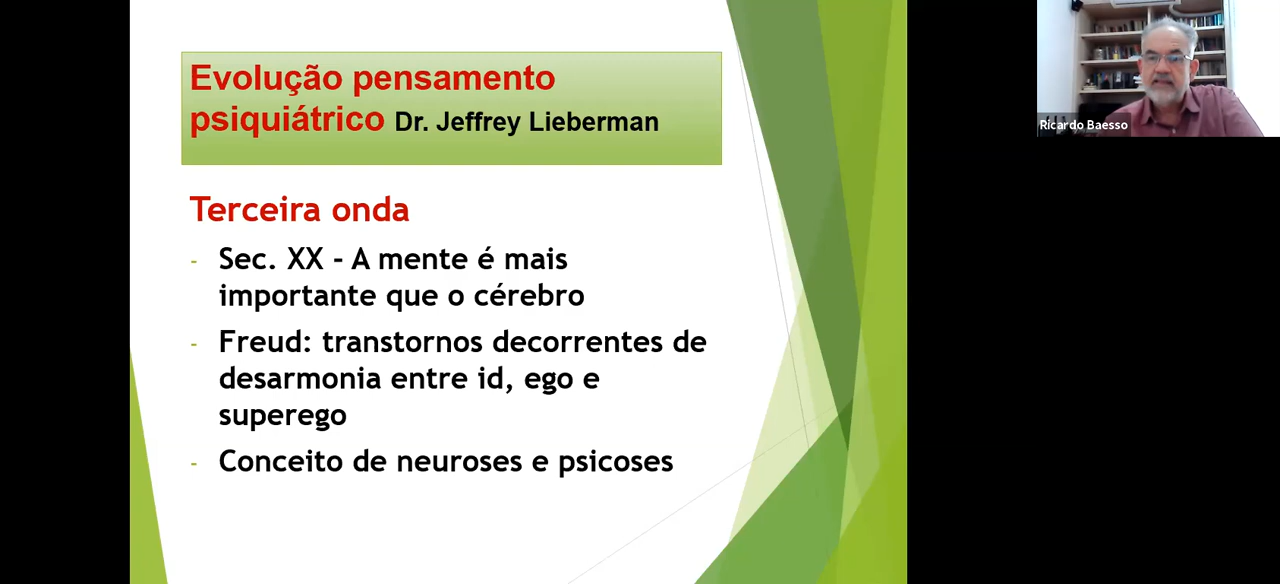 Evolução pensamento
psiquiátrico Dr. Jeffrey Lieberman
Terceira onda
- Sec. XX - A mente é mais
importante que o cérebro
- Freud: transtornos decorrentes de
desarmonia entre id, ego e
superego
- Conceito de neuroses e psicoses
Ricardo Baesso